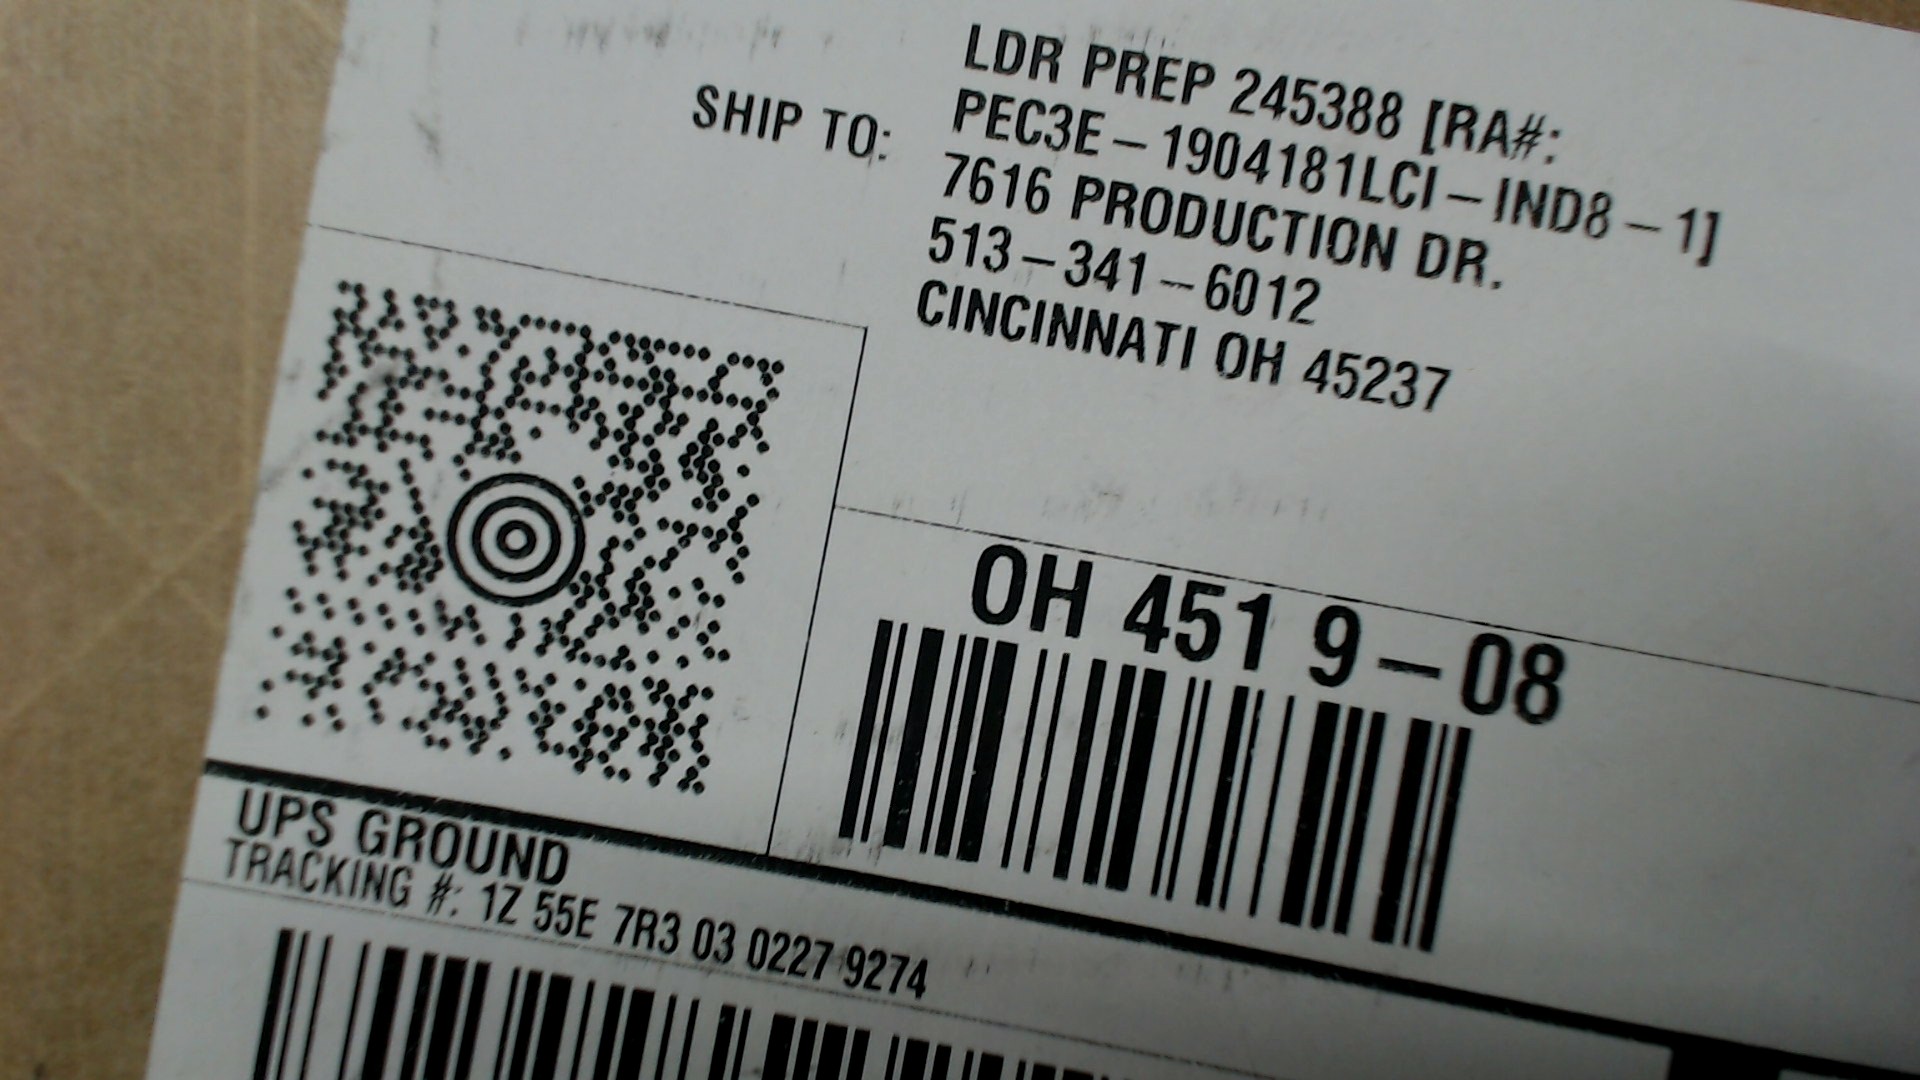 LDR PREP 245388 [RA#:
SHIP TO: PEC3E-1904181LCI-IND8-1]
7616 PRODUCTION DR.
513-341-6012
CINCINNATI OH 45237
OH 451 9-08
UPS GROUND
TRACKING #: 1Z 55E 7R3 03 0227 9274